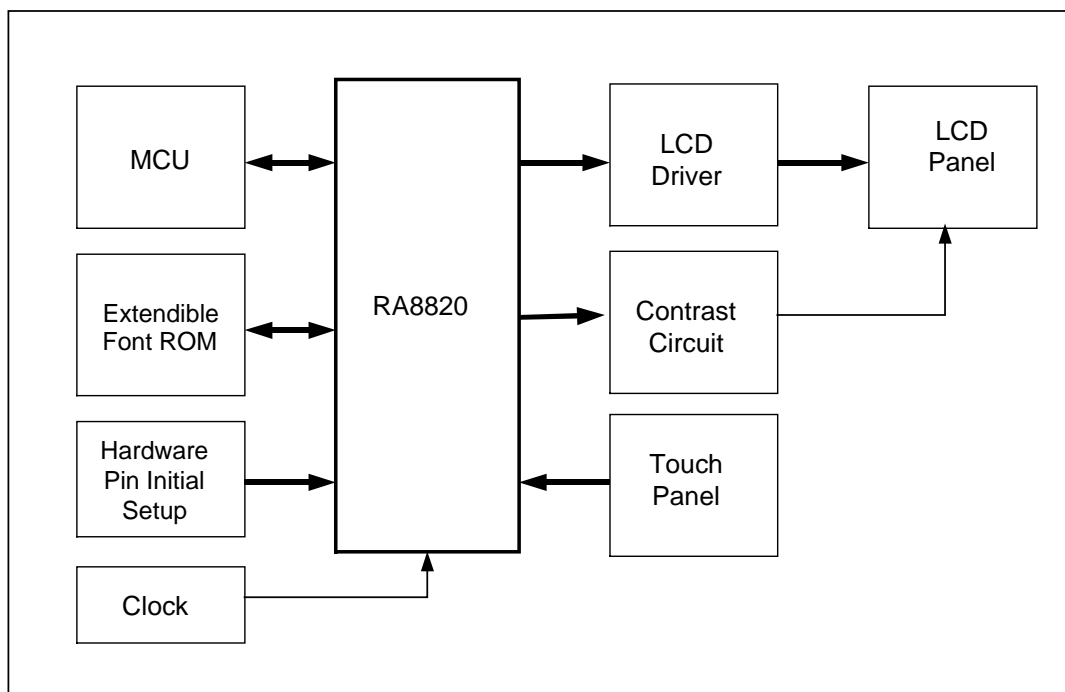 MCU
Extendible
Font ROM
Hardware
Pin Initial
Setup
Clock
RA8820
LCD
Driver
Contrast
Circuit
Touch
Panel
LCD
Panel